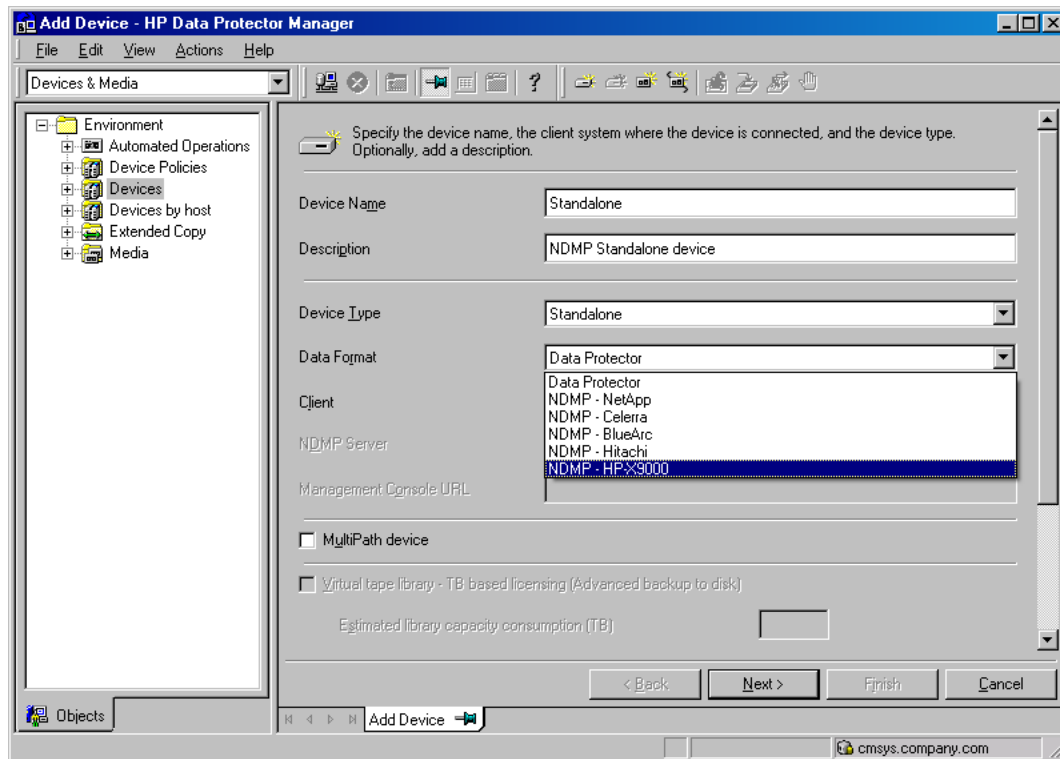 Add Device - HP Data Protector Manager
File Edit View Actions Help
Devices & Media
?
Environment
Automated Operations
Device Policies
Devices
Devices by host
Extended Copy
Media
Objects
Specify the device name, the client system where the device is connected, and the device type.
Optionally, add a description.
Device Name Standalone
Description NDMP Standalone device
Device Type Standalone
Data Format Data Protector
Data Protector
NDMP - NetApp
Client
NDMP - Celerra
NDMP - BlueArc
NDMP Server
NDMP - Hitachi
NDMP - HP-X9000
Management Console URL
MultiPath device
Virtual tape library - TB based licensing (Advanced backup to disk)
Estimated library capacity consumption (TB)
< Back Next > Finish Cancel
Add Device
cmsys.company.com